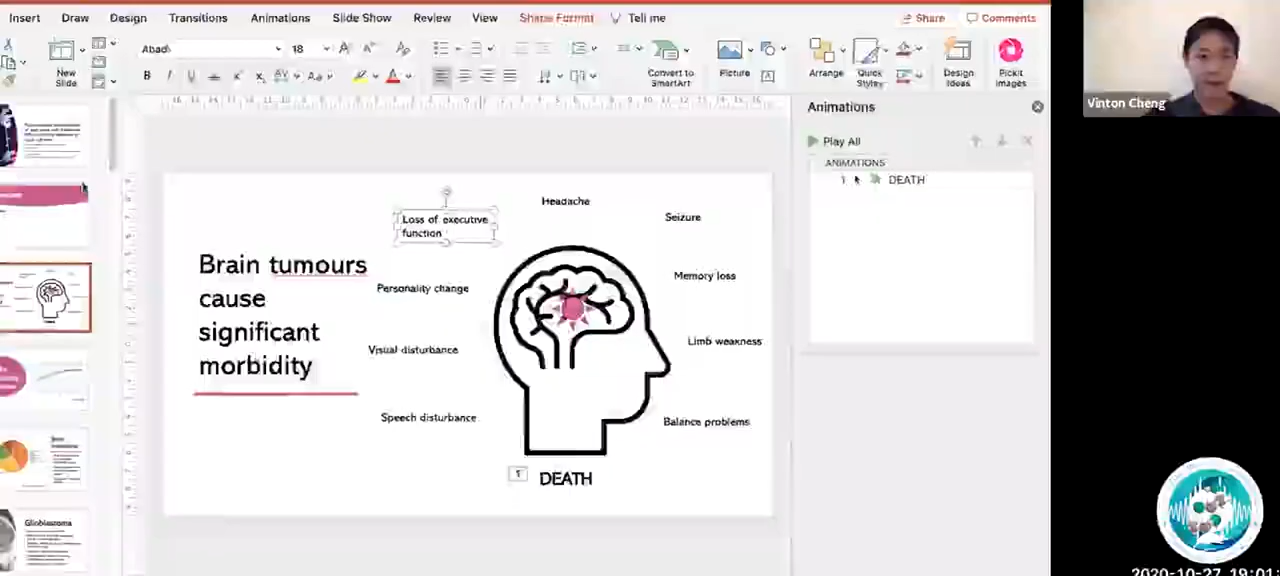 Insert Draw Design Transitions Animations Slide Show Review View Shape Format Tell me Share Comments
18
New Slide
Convert to SmartArt
Picture
Arrange
Quick Styles
Design Ideas
Pickit Images
Vinton Cheng
Animations
Play All
ANIMATIONS
1 DEATH
Brain tumours
cause
significant
morbidity
Loss of executive
function
Headache
Seizure
Personality change
Memory loss
Visual disturbance
Limb weakness
Speech disturbance
Balance problems
1
DEATH
Glioblastoma